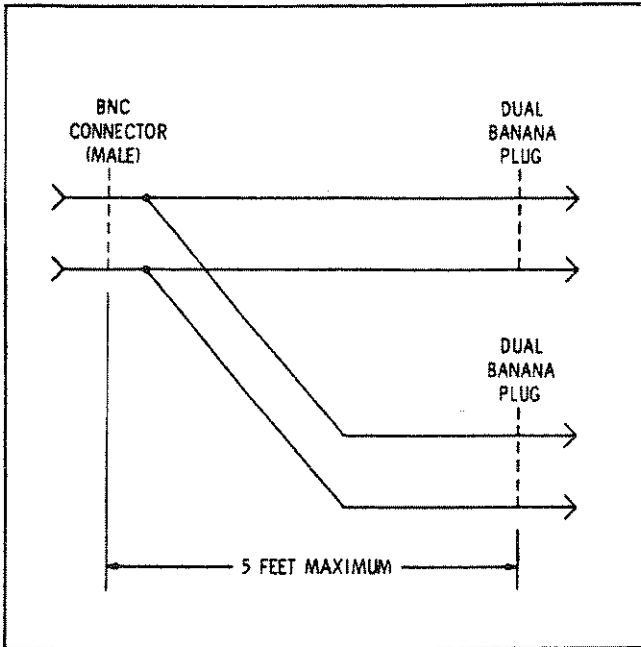 BNC
CONNECTOR
(MALE)
DUAL
BANANA
PLUG
DUAL
BANANA
PLUG
5 FEET MAXIMUM